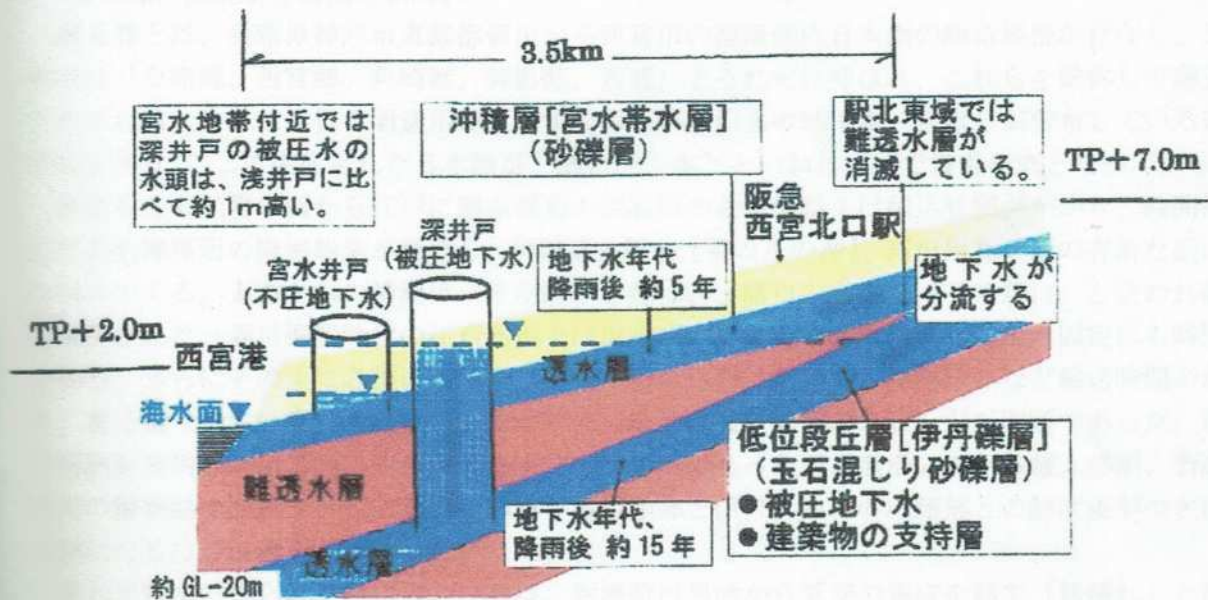 3.5km
宮水地帯付近では
深井戸の被圧水の
水頭は、浅井戸に比
べて約1m高い。
沖積層[宮水帯水層]
(砂礫層)
駅北東域では
難透水層が
消滅している。
TP+7.0m
阪急
西宮北口駅
深井戸
(被圧地下水)
宮水井戸
(不圧地下水)
地下水年代
降雨後 約5年
地下水が
分流する
TP+2.0m
西宮港
透水層
海水面
難透水層
低位段丘層[伊丹礫層]
(玉石混じり砂礫層)
●被圧地下水
●建築物の支持層
地下水年代、
降雨後 約15年
透水層
約GL-20m